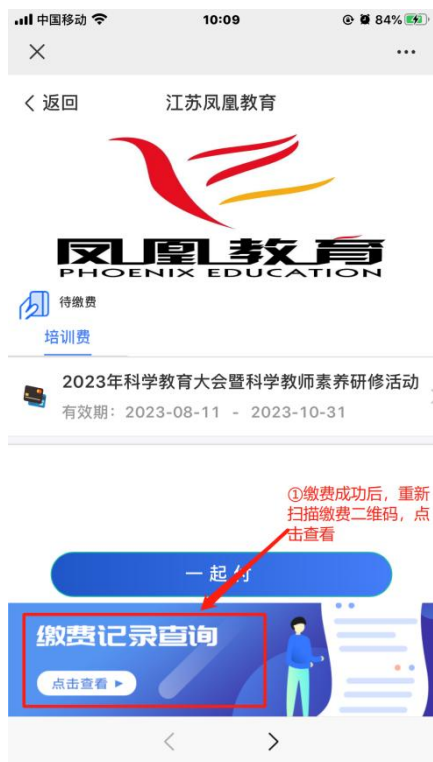 中国移动
10:09
84%
返回
江苏凤凰教育
凤凰教育
PHOENIX EDUCATION
待缴费
培训费
2023年科学教育大会暨科学教师素养研修活动
有效期：2023-08-11 - 2023-10-31
①缴费成功后，重新
扫描缴费二维码，点
击查看
一起付
缴费记录查询
点击查看